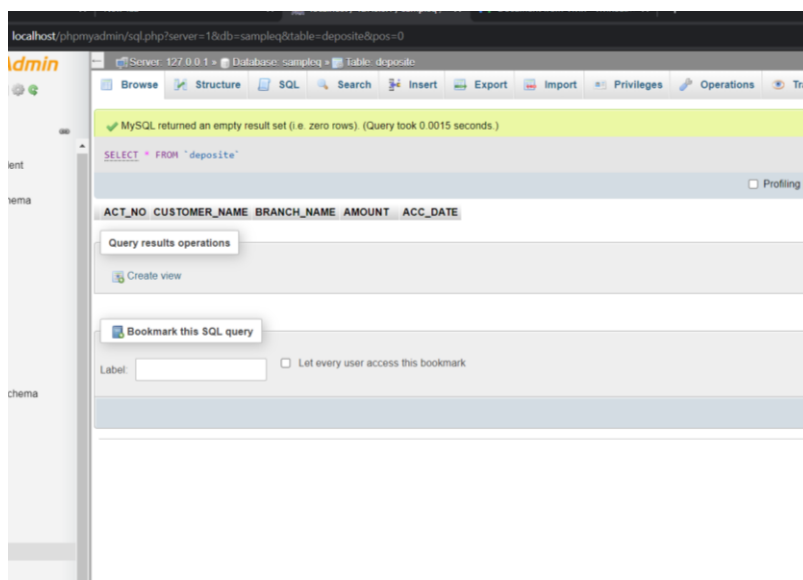 localhost/phpmyadmin/sql.php?server=1&db=sampleq&table=deposite&pos=0
Admin
Server: 127.0.0.1 » Database: sampleq » Table: deposite
Browse Structure SQL Search Insert Export Import Privileges Operations Tr
MySQL returned an empty result set (i.e. zero rows). (Query took 0.0015 seconds.)
SELECT * FROM `deposite`
ent
Profiling
ema
ACT_NO CUSTOMER_NAME BRANCH_NAME AMOUNT ACC_DATE
Query results operations
Create view
Bookmark this SQL query
Label: Let every user access this bookmark
chema